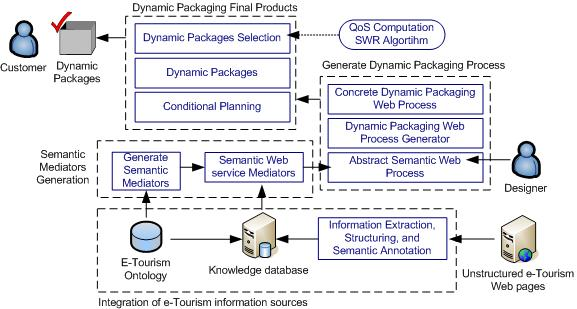 Dynamic Packaging Final Products
Customer
Dynamic
Packages
Dynamic Packages Selection
Dynamic Packages
Conditional Planning
QoS Computation
SWR Algortihm
Generate Dynamic Packaging Process
Concrete Dynamic Packaging
Web Process
Dynamic Packaging Web
Process Generator
Abstract Semantic Web
Process
Designer
Semantic
Mediators
Generation
Generate
Semantic
Mediators
Semantic Web
service Mediators
E-Tourism
Ontology
Knowledge database
Information Extraction,
Structuring, and
Semantic Annotation
Unstructured e-Tourism
Web pages
Integration of e-Tourism information sources